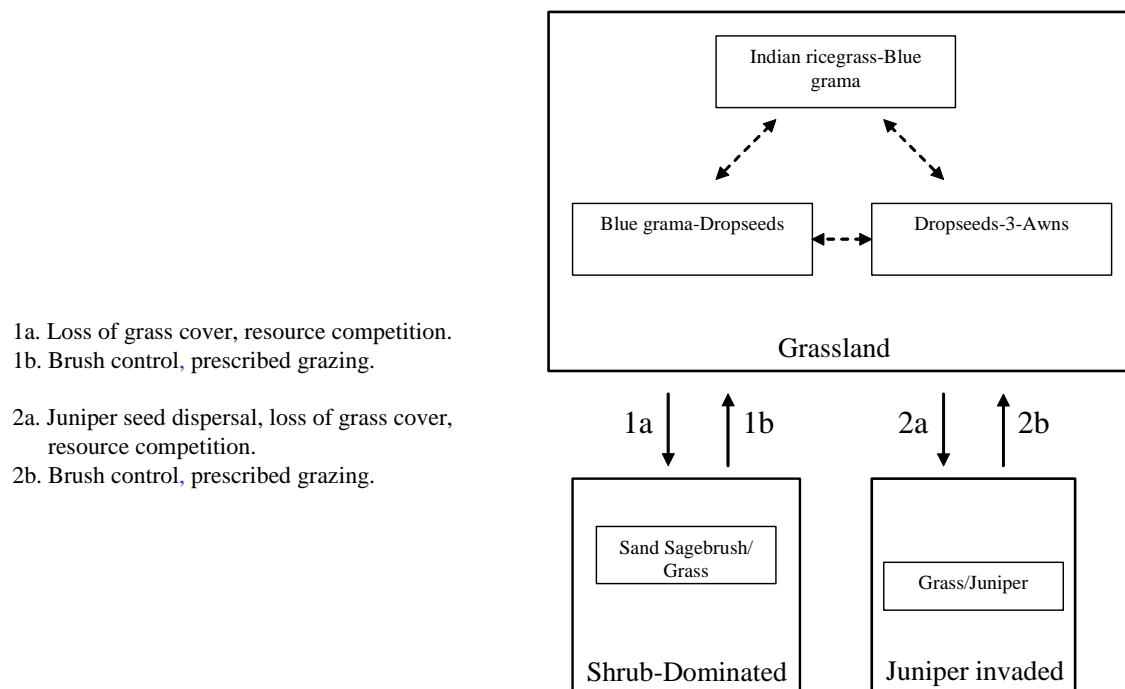 Indian ricegrass-Blue
grama
Blue grama-Dropseeds
Dropseeds-3-Awns
Grassland
1a. Loss of grass cover, resource competition.
1b. Brush control, prescribed grazing.
2a. Juniper seed dispersal, loss of grass cover,
resource competition.
2b. Brush control, prescribed grazing.
1a
1b
2a
2b
Sand Sagebrush/
Grass
Shrub-Dominated
Grass/Juniper
Juniper invaded